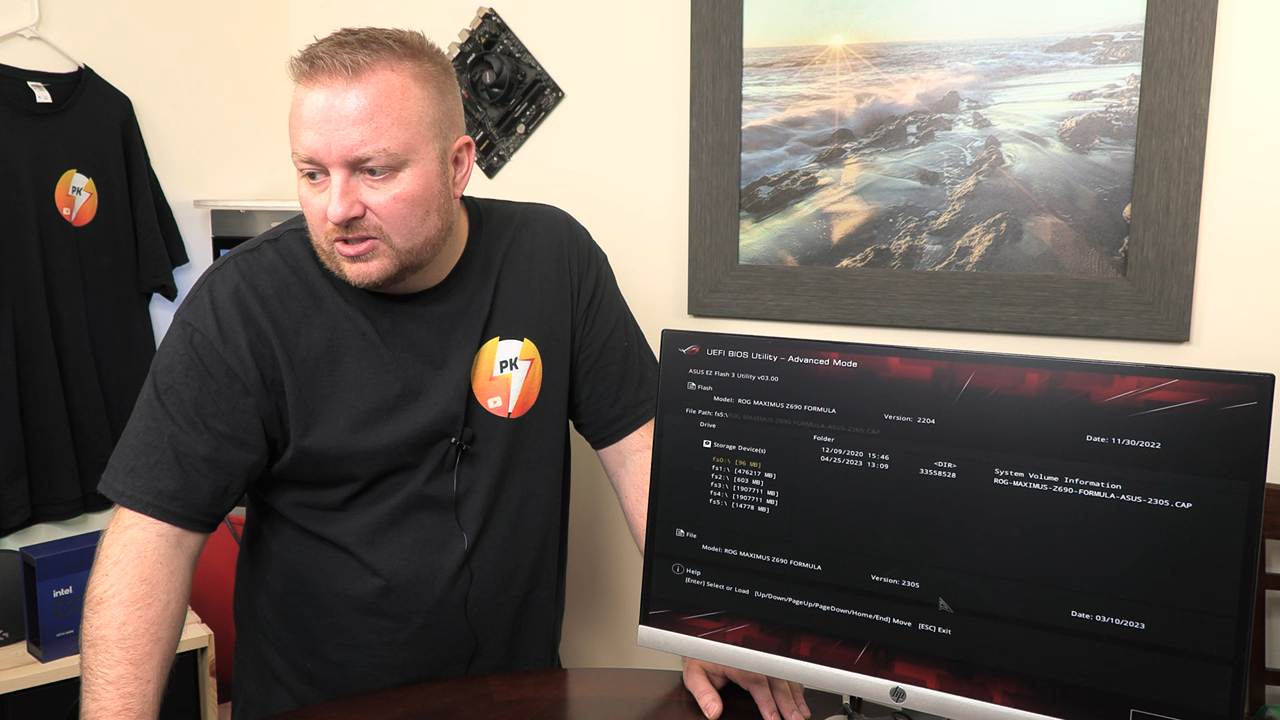 PK
PK
intel
UEFI BIOS Utility – Advanced Mode
ASUS EZ Flash 3 Utility v03.00
Flash
Model: ROG MAXIMUS Z690 FORMULA
Version: 2204
Date: 11/30/2022
File Path: fs5:\
Drive
Folder
Storage Device(s)
fs0:\ [96 MB]
fs1:\ [476217 MB]
fs2:\ [603 MB]
fs3:\ [1907711 MB]
fs4:\ [1907711 MB]
fs5:\ [14778 MB]
12/09/2020 15:46 <DIR> System Volume Information
04/25/2023 13:09 33558528 ROG-MAXIMUS-Z690-FORMULA-ASUS-2305.CAP
File
Model: ROG MAXIMUS Z690 FORMULA
Version: 2305
Date: 03/10/2023
Help
[Enter] Select or Load [Up/Down/PageUp/PageDown/Home/End] Move [ESC] Exit
hp